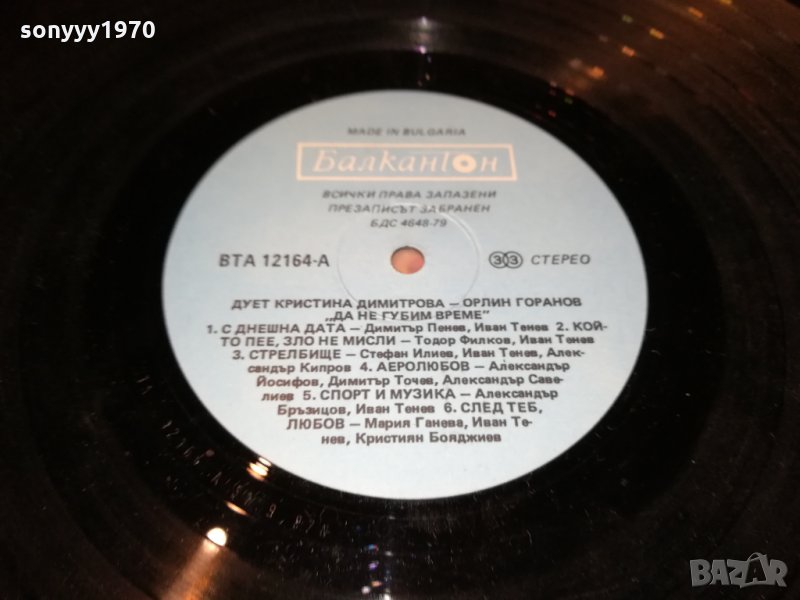 sonyyy1970
MADE IN BULGARIA
Балкантон
ВСИЧКИ ПРАВА ЗАПАЗЕНИ
ПРЕЗАПИСЪТ ЗАБРАНЕН
БДС 4648-79
ВТА 12164-А
33 СТЕРЕО
ДУЕТ КРИСТИНА ДИМИТРОВА – ОРЛИН ГОРАНОВ
„ДА НЕ ГУБИМ ВРЕМЕ"
1. С ДНЕШНА ДАТА – Димитър Пенев, Иван Тенев 2. КОЙ-
ТО ПЕЕ, ЗЛО НЕ МИСЛИ – Тодор Филков, Иван Тенев
3. СТРЕЛБИЩЕ – Стефан Илиев, Иван Тенев, Алек-
сандър Кипров 4. АЕРОЛЮБОВ – Александър
Йосифов, Димитър Точев, Александър Саве-
лиев 5. СПОРТ И МУЗИКА – Александър
Бръзицов, Иван Тенев 6. СЛЕД ТЕБ,
ЛЮБОВ – Мария Ганева, Иван Те-
нев, Кристиян Бояджиев
BAZAR